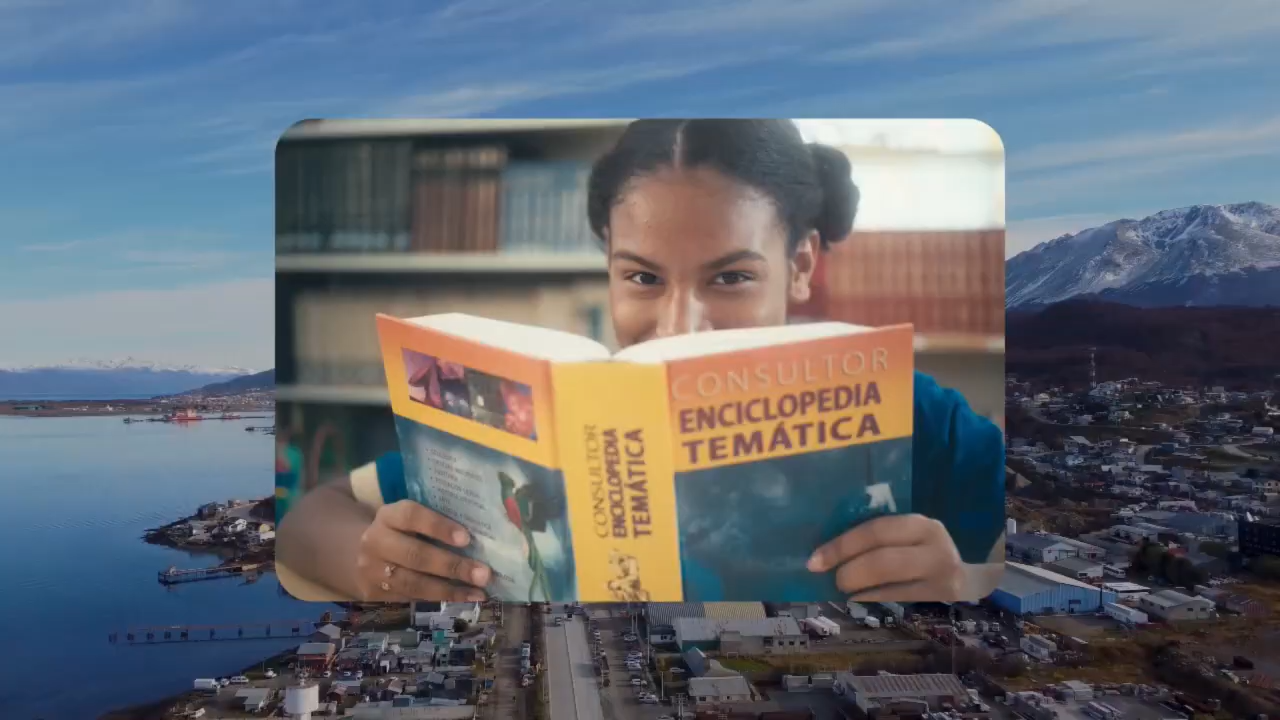 CONSULTOR
ENCICLOPEDIA
TEMÁTICA
CONSULTOR
ENCICLOPEDIA
TEMÁTICA